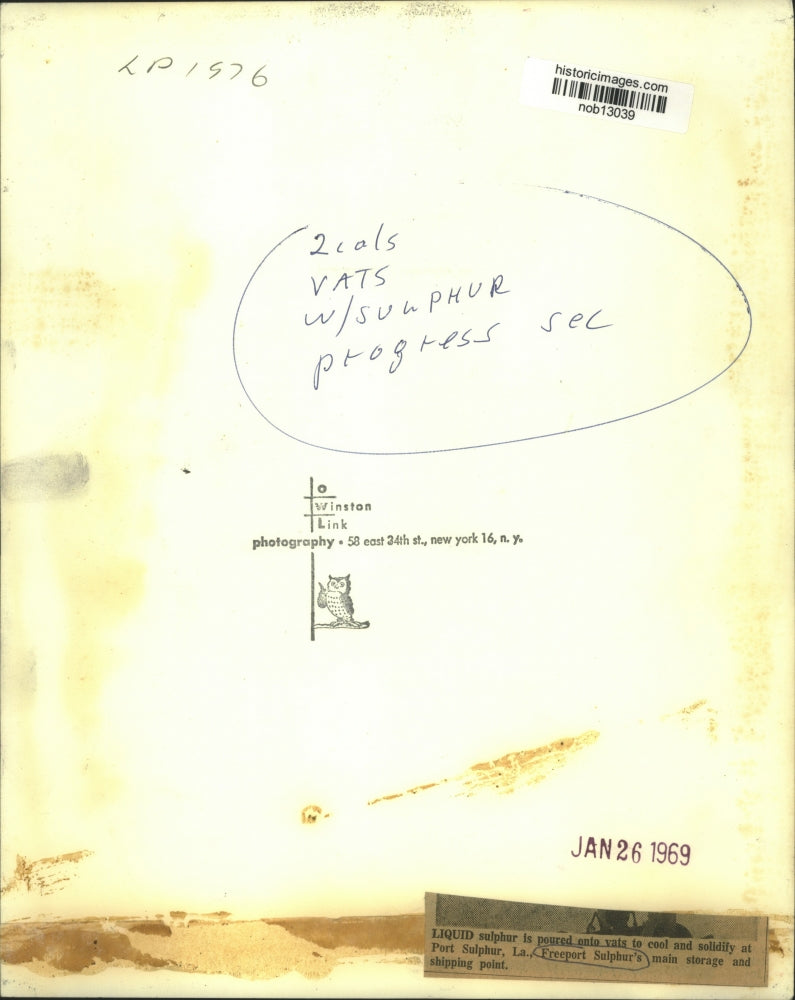 LP 1576
historicimages.com
nob13039
2 cols
VATS
W/SULPHUR
progress sec
O
Winston
Link
photography • 58 east 34th st., new york 16, n. y.
JAN 26 1969
LIQUID sulphur is poured onto vats to cool and solidify at
Port Sulphur, La., Freeport Sulphur's main storage and
shipping point.